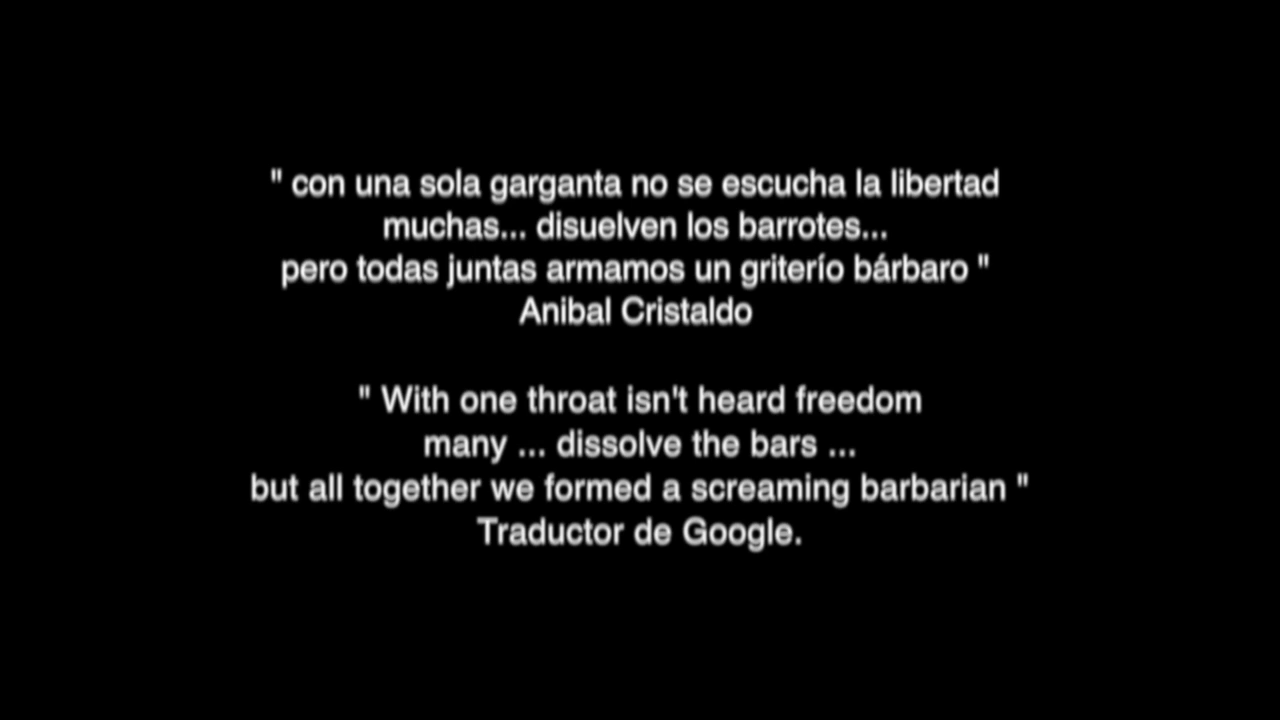 " con una sola garganta no se escucha la libertad
muchas... disuelven los barrotes...
pero todas juntas armamos un griterío bárbaro "
Anibal Cristaldo
" With one throat isn't heard freedom
many ... dissolve the bars ...
but all together we formed a screaming barbarian "
Traductor de Google.